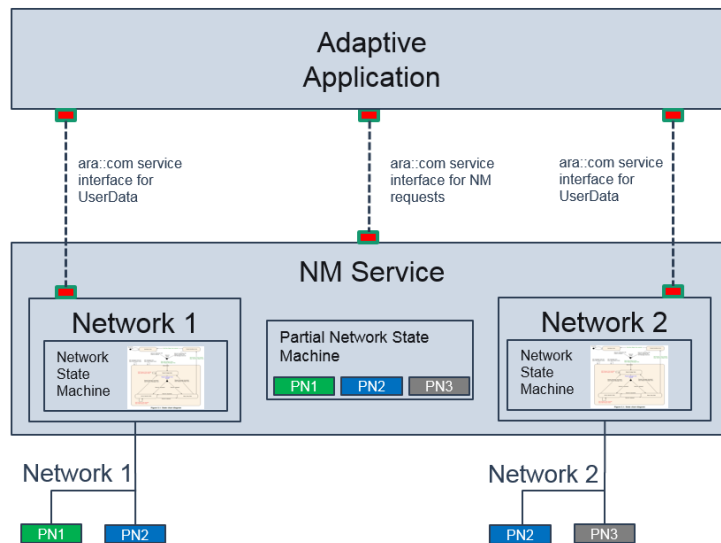 Adaptive
Application
ara::com service
interface for
UserData
ara::com service
interface for NM
requests
ara::com service
interface for
UserData
NM Service
Network 1
Network
State
Machine
Partial Network State
Machine
PN1 PN2 PN3
Network 2
Network
State
Machine
Network 1
PN1 PN2
Network 2
PN2 PN3